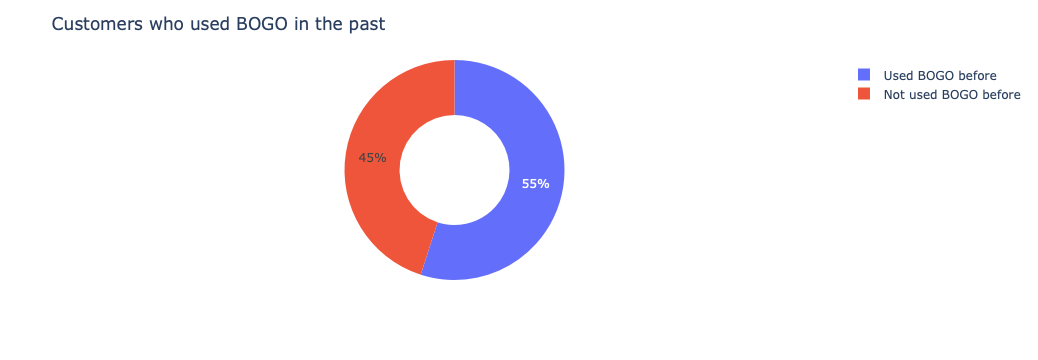 Customers who used BOGO in the past
Used BOGO before
Not used BOGO before
45%
55%